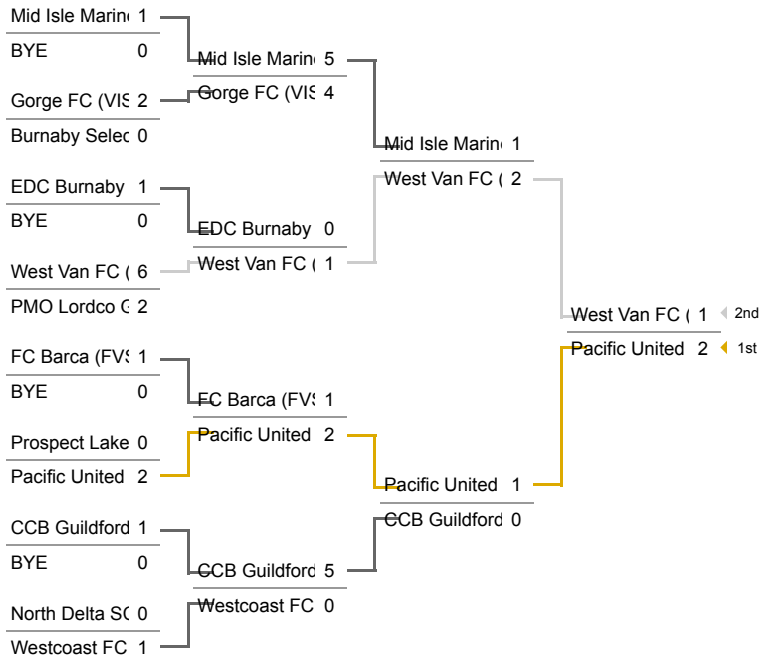 Mid Isle Marin 1
BYE 0
Gorge FC (VIS 2
Burnaby Selec 0
EDC Burnaby 1
BYE 0
West Van FC ( 6
PMO Lordco G 2
FC Barca (FVS 1
BYE 0
Prospect Lake 0
Pacific United 2
CCB Guildford 1
BYE 0
North Delta SC 0
Westcoast FC 1
Mid Isle Marin 5
Gorge FC (VIS 4
EDC Burnaby 0
West Van FC ( 1
FC Barca (FVS 1
Pacific United 2
CCB Guildford 5
Westcoast FC 0
Mid Isle Marin 1
West Van FC ( 2
Pacific United 1
CCB Guildford 0
West Van FC ( 1 2nd
Pacific United 2 1st